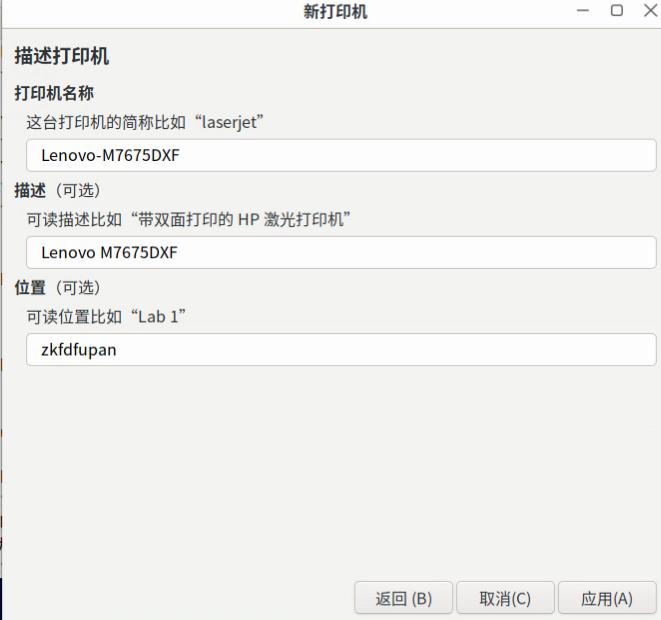 新打印机
描述打印机
打印机名称
这台打印机的简称比如“laserjet”
Lenovo-M7675DXF
描述（可选）
可读描述比如“带双面打印的 HP 激光打印机”
Lenovo M7675DXF
位置（可选）
可读位置比如“Lab 1”
zkfdfupan
返回 (B)
取消(C)
应用(A)